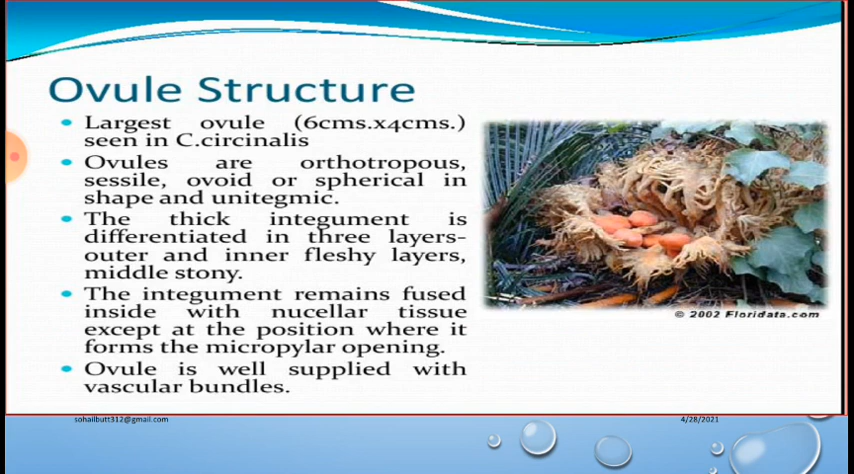 Ovule Structure
• Largest ovule (6cms.x4cms.)
seen in C.circinalis
• Ovules are orthotropous,
sessile, ovoid or spherical in
shape and unitegmic.
• The thick integument is
differentiated in three layers-
outer and inner fleshy layers,
middle stony.
• The integument remains fused
inside with nucellar tissue
except at the position where it
forms the micropylar opening.
• Ovule is well supplied with
vascular bundles.
© 2002 Floridata.com
sohailbutt312@gmail.com
4/28/2021